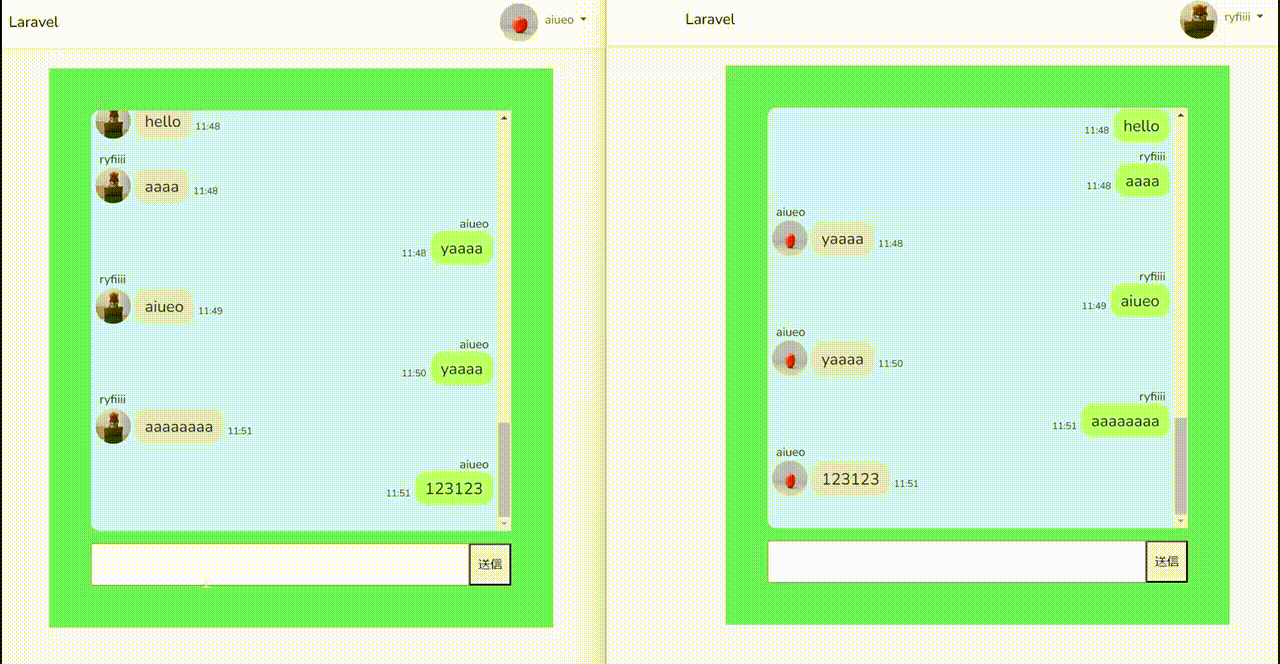 Laravel
aiueo
hello 11:48
ryfiiii
aaaa 11:48
aiueo
11:48 yaaaa
ryfiiii
aiueo 11:49
aiueo
11:50 yaaaa
ryfiiii
aaaaaaaa 11:51
aiueo
11:51 123123
送信
Laravel
ryfiiii
11:48 hello
ryfiiii
11:48 aaaa
aiueo
yaaaa 11:48
ryfiiii
11:49 aiueo
aiueo
yaaaa 11:50
ryfiiii
11:51 aaaaaaaa
aiueo
123123 11:51
送信